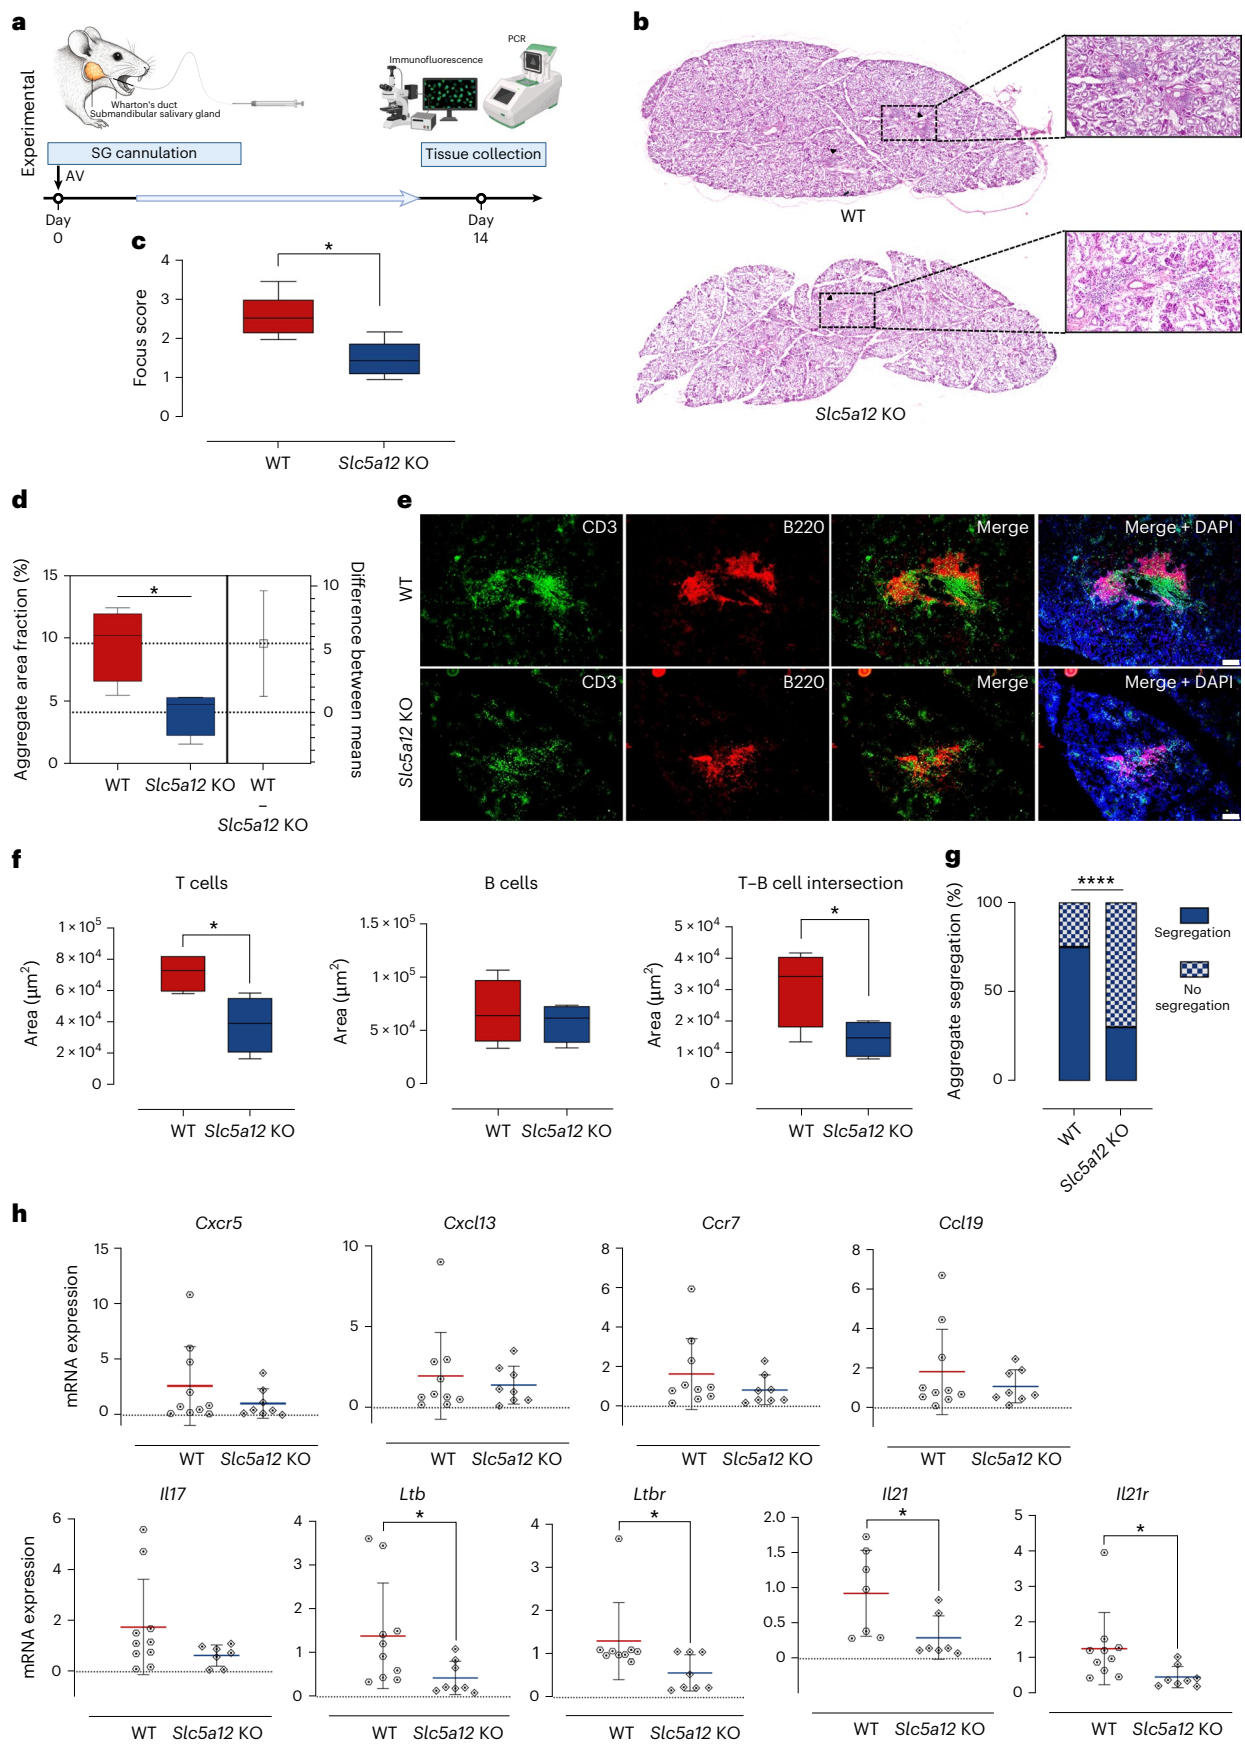 a
Experimental
Wharton's duct
Submandibular salivary gland
Immunofluorescence
PCR
SG cannulation
Tissue collection
AV
Day
0
Day
14
b
WT
Slc5a12 KO
c
Focus score
4
3
2
1
0
*
WT
Slc5a12 KO
d
Aggregate area fraction (%)
15
10
5
0
*
10
5
0
Difference between means
WT
Slc5a12 KO
WT
–
Slc5a12 KO
e
WT
CD3
B220
Merge
Merge + DAPI
Slc5a12 KO
CD3
B220
Merge
Merge + DAPI
f
T cells
Area (µm²)
1 × 10⁵
8 × 10⁴
6 × 10⁴
4 × 10⁴
2 × 10⁴
0
*
WT
Slc5a12 KO
B cells
Area (µm²)
1.5 × 10⁵
1 × 10⁵
5 × 10⁴
0
WT
Slc5a12 KO
T–B cell intersection
Area (µm²)
5 × 10⁴
4 × 10⁴
3 × 10⁴
2 × 10⁴
1 × 10⁴
0
*
WT
Slc5a12 KO
g
Aggregate segregation (%)
100
50
0
****
WT
Slc5a12 KO
Segregation
No
segregation
h
mRNA expression
Cxcr5
15
10
5
0
WT
Slc5a12 KO
Cxcl13
10
5
0
WT
Slc5a12 KO
Ccr7
8
6
4
2
0
WT
Slc5a12 KO
Ccl19
8
6
4
2
0
WT
Slc5a12 KO
mRNA expression
Il17
6
4
2
0
WT
Slc5a12 KO
Ltb
4
3
2
1
0
*
WT
Slc5a12 KO
Ltbr
4
3
2
1
0
*
WT
Slc5a12 KO
Il21
2.0
1.5
1.0
0.5
0
*
WT
Slc5a12 KO
Il21r
5
4
3
2
1
0
*
WT
Slc5a12 KO